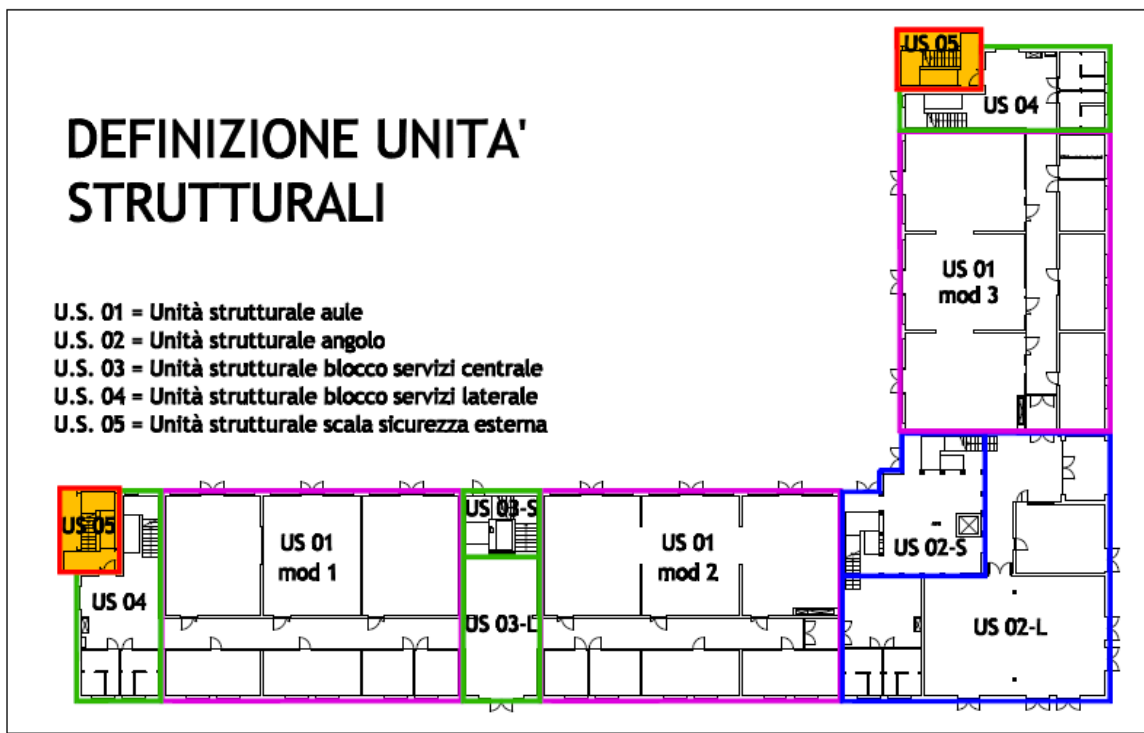 DEFINIZIONE UNITA'
STRUTTURALI
U.S. 01 = Unità strutturale aule
U.S. 02 = Unità strutturale angolo
U.S. 03 = Unità strutturale blocco servizi centrale
U.S. 04 = Unità strutturale blocco servizi laterale
U.S. 05 = Unità strutturale scala sicurezza esterna
US 05
US 04
US 01
mod 3
US 05
US 04
US 01
mod 1
US 03-S
US 03-L
US 01
mod 2
US 02-S
US 02-L